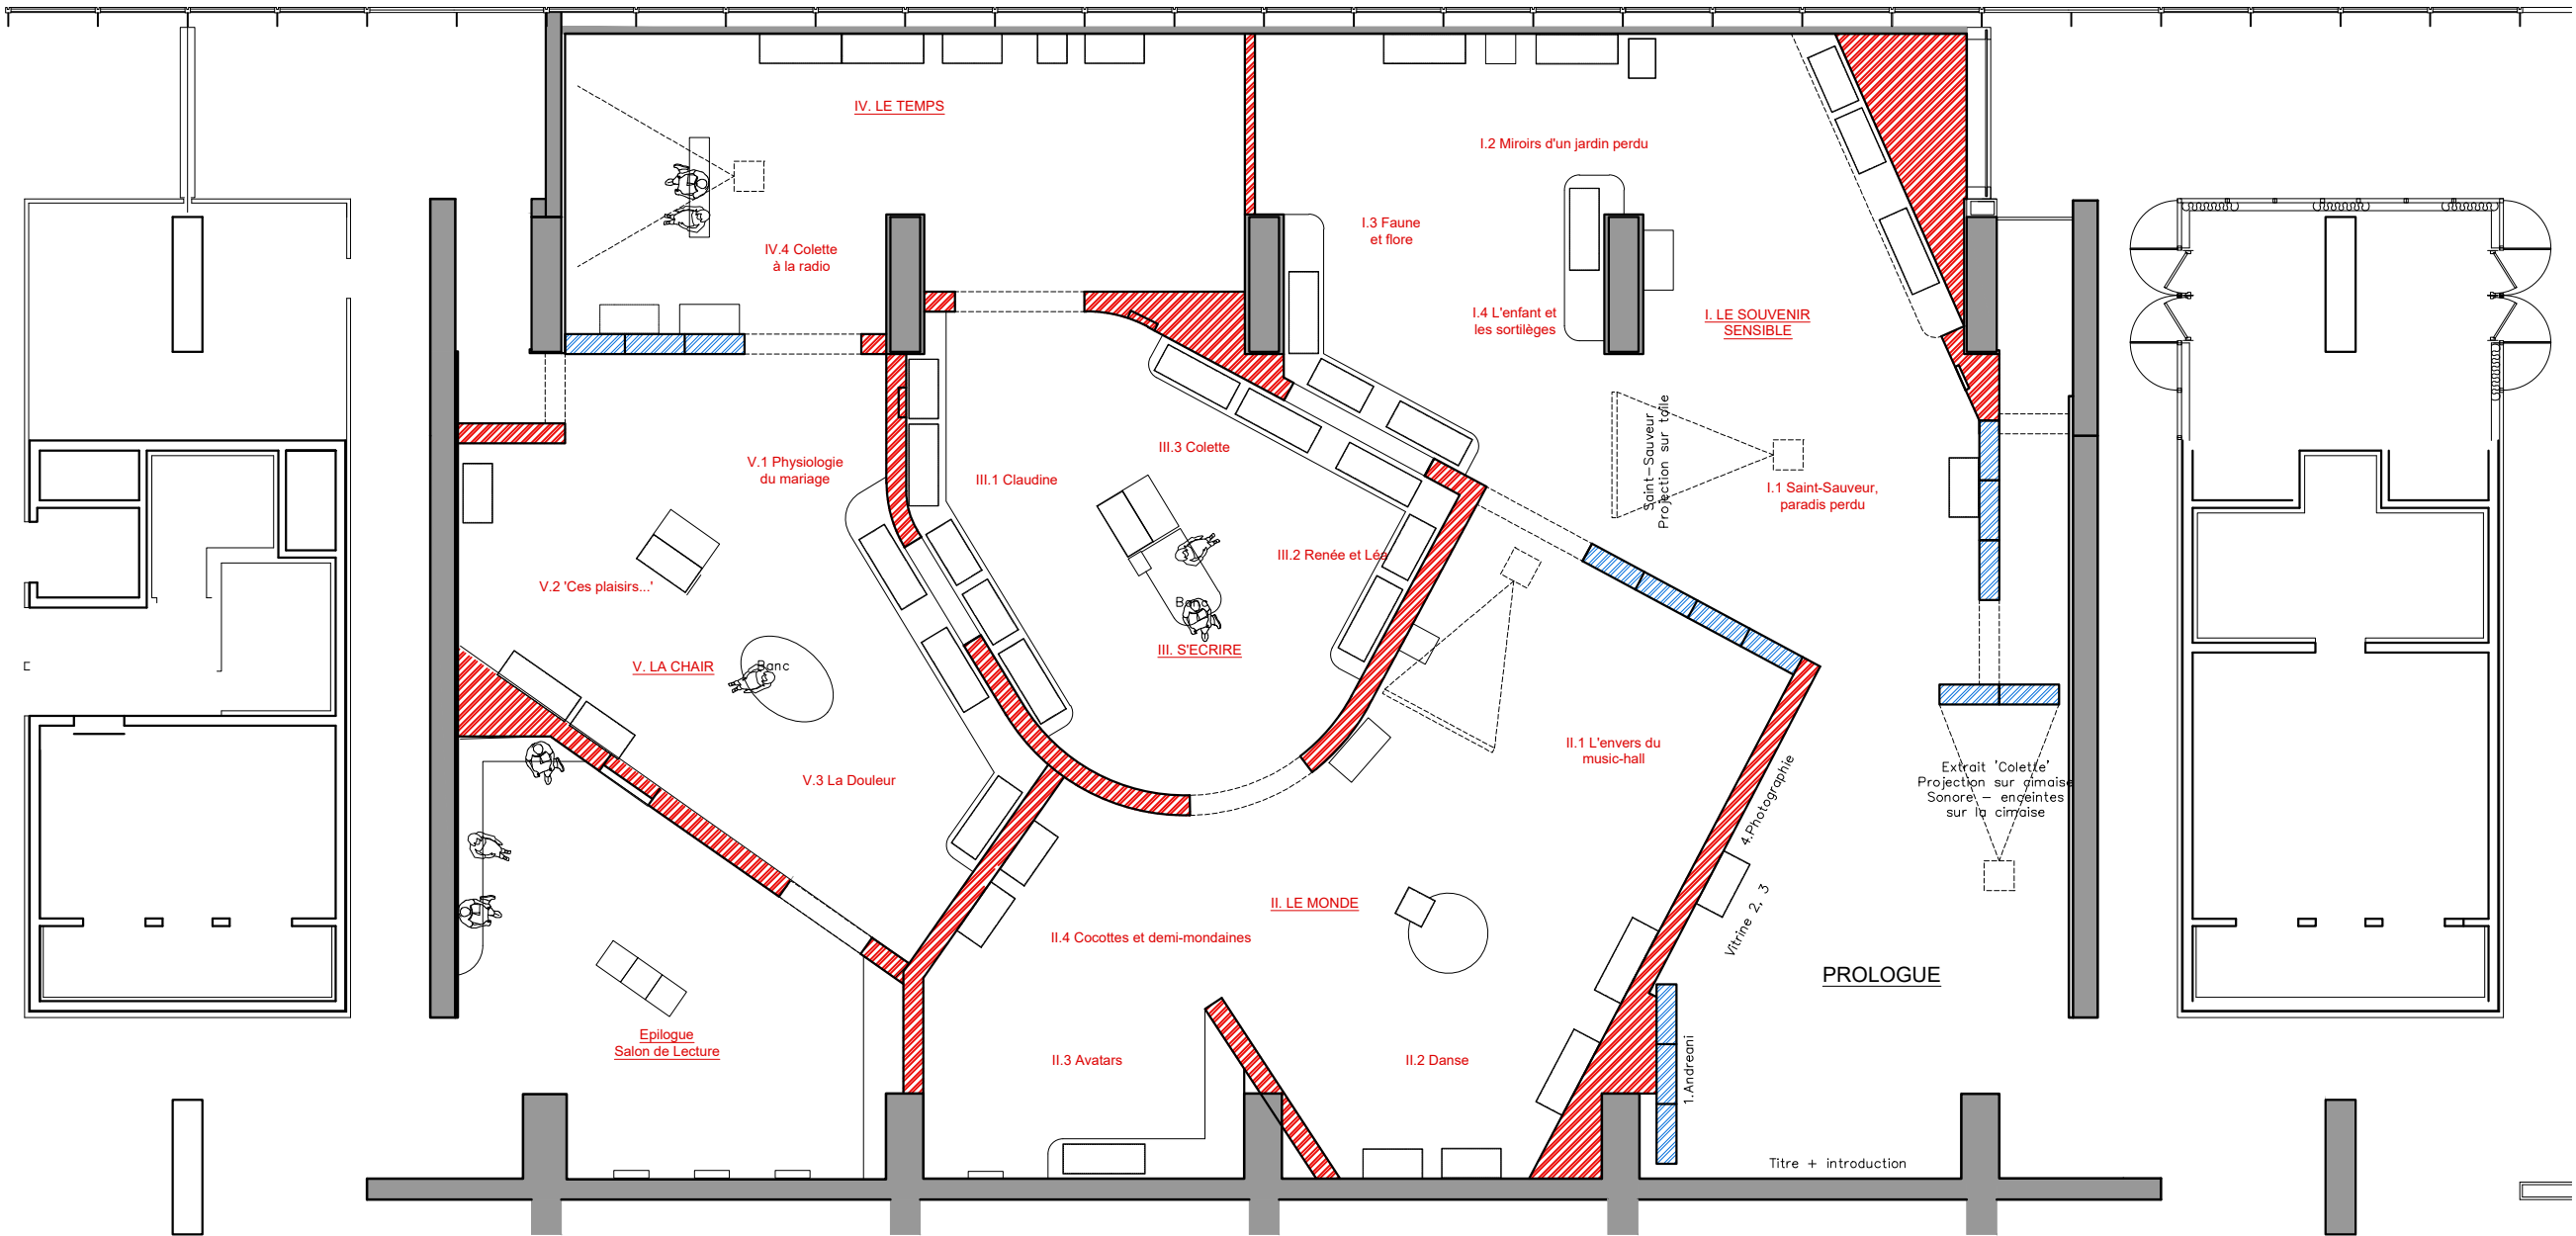 IV. LE TEMPS
I.2 Miroirs d'un jardin perdu
I.3 Faune
et flore
IV.4 Colette
à la radio
I.4 L'enfant et
les sortilèges
I. LE SOUVENIR
SENSIBLE
Saint-Sauveur
Projection sur toile
V.1 Physiologie
du mariage
III.1 Claudine
III.3 Colette
I.1 Saint-Sauveur,
paradis perdu
III.2 Renée et Léa
V.2 'Ces plaisirs...'
Banc
III. S'ECRIRE
V. LA CHAIR
Banc
II.1 L'envers du
music-hall
V.3 La Douleur
4.Photographie
Extrait 'Colette'
Projection sur cimaise
Sonore - enceintes
sur la cimaise
II. LE MONDE
Vitrine 2, 3
II.4 Cocottes et demi-mondaines
PROLOGUE
Epilogue
Salon de Lecture
II.3 Avatars
II.2 Danse
1.Andreani
Titre + introduction